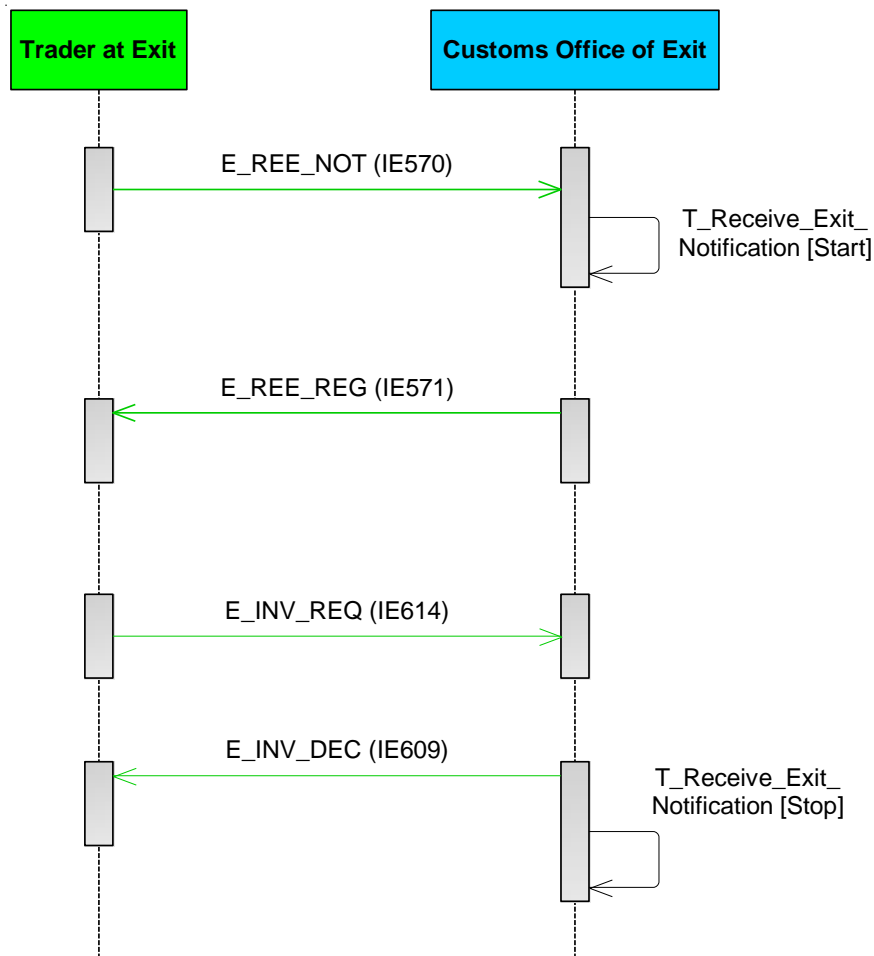 Trader at Exit
Customs Office of Exit
E_REE_NOT (IE570)
T_Receive_Exit_
Notification [Start]
E_REE_REG (IE571)
E_INV_REQ (IE614)
E_INV_DEC (IE609)
T_Receive_Exit_
Notification [Stop]